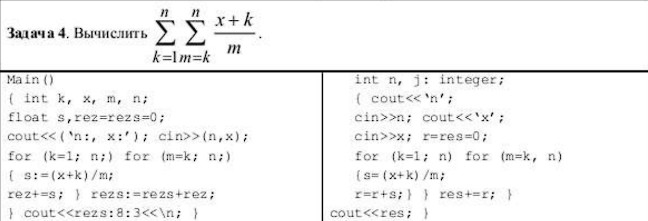 Задача 4. Вычислить $\sum_{k=1}^{n} \sum_{m=k}^{n} \frac{x+k}{m}$.
Main()
{ int k, x, m, n;
float s,rez=rezs=0;
cout<<('n:, x:'); cin>>(n,x);
for (k=1; n;) for (m=k; n;)
{ s:=(x+k)/m;
rez+=s; } rezs:=rezs+rez;
} cout<<rezs:8:3<<\n; }
int n, j: integer;
{ cout<<'n';
cin>>n; cout<<'x';
cin>>x; r=res=0;
for (k=1; n) for (m=k, n)
{s=(x+k)/m;
r=r+s;} } res+=r; }
cout<<res; }